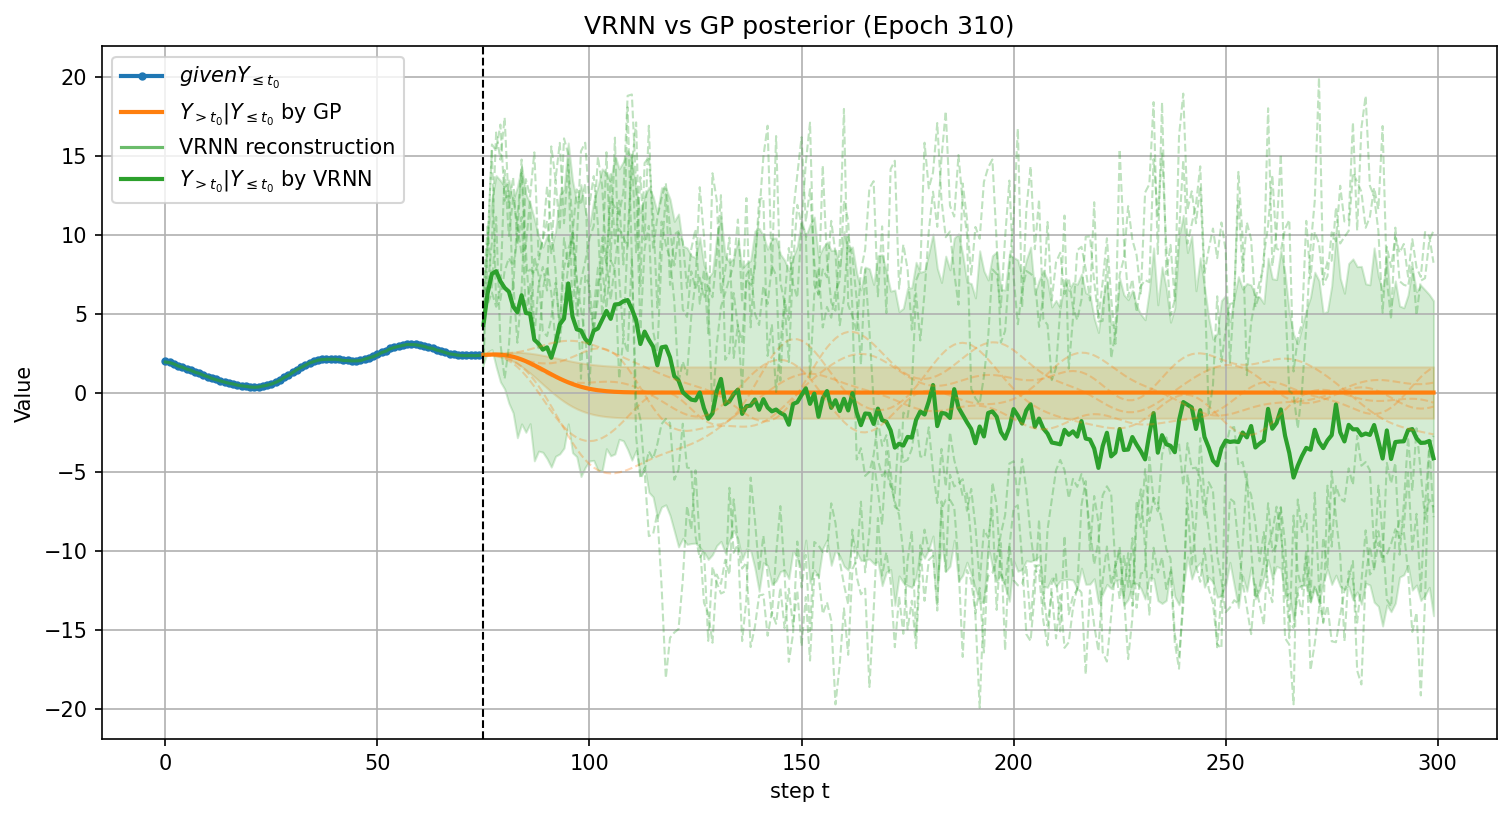 VRNN vs GP posterior (Epoch 310)
givenY≤t₀
Y>t₀|Y≤t₀ by GP
VRNN reconstruction
Y>t₀|Y≤t₀ by VRNN
Value
20
15
10
5
0
−5
−10
−15
−20
0 50 100 150 200 250 300
step t